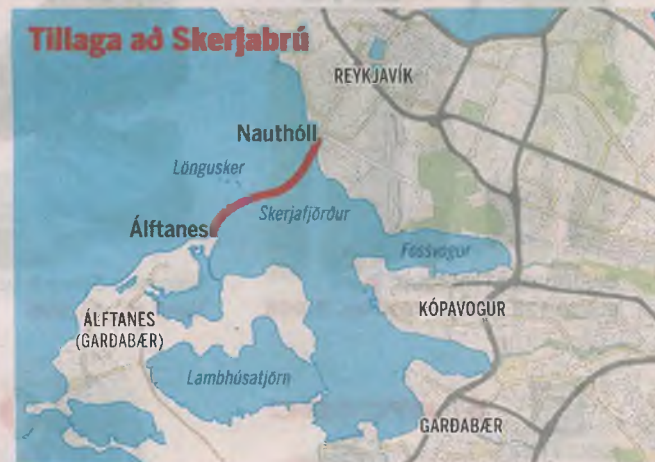 Tillaga að Skerjabrú
REYKJAVÍK
Nauthóll
Löngusker
Skerjafjörður
Álftanes
Fossvogur
ÁLFTANES
(GARÐABÆR)
KÓPAVOGUR
Lambhúsatjörn
GARÐABÆR